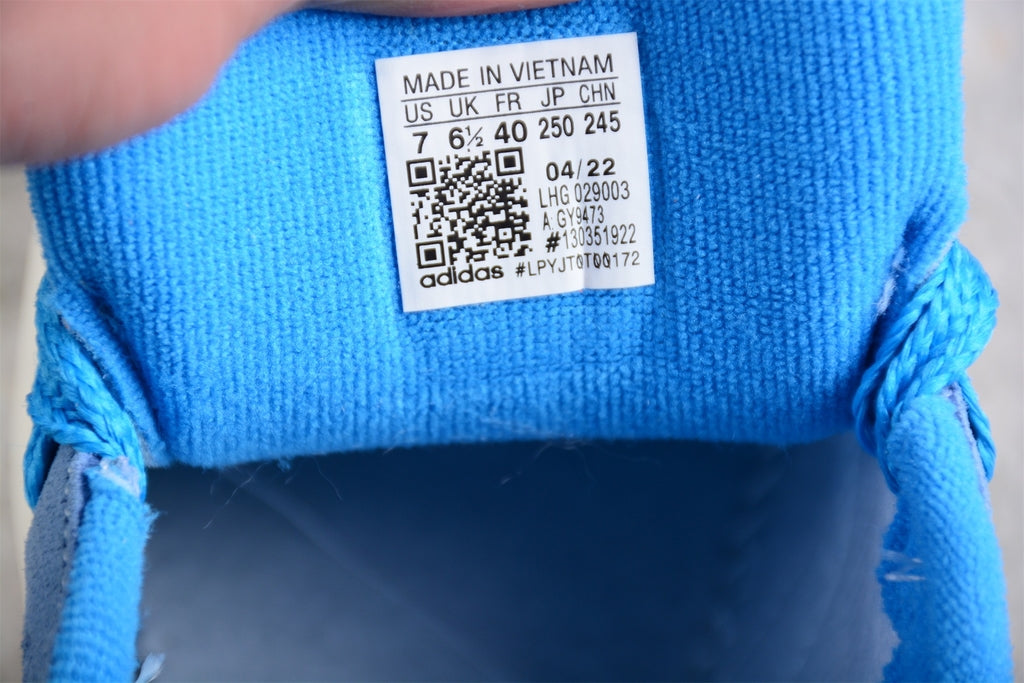 MADE IN VIETNAM
US UK FR JP CHN
7 6½ 40 250 245
04/22
LHG 029003
A: GY9473
#130351922
adidas #LPYJT0T00172